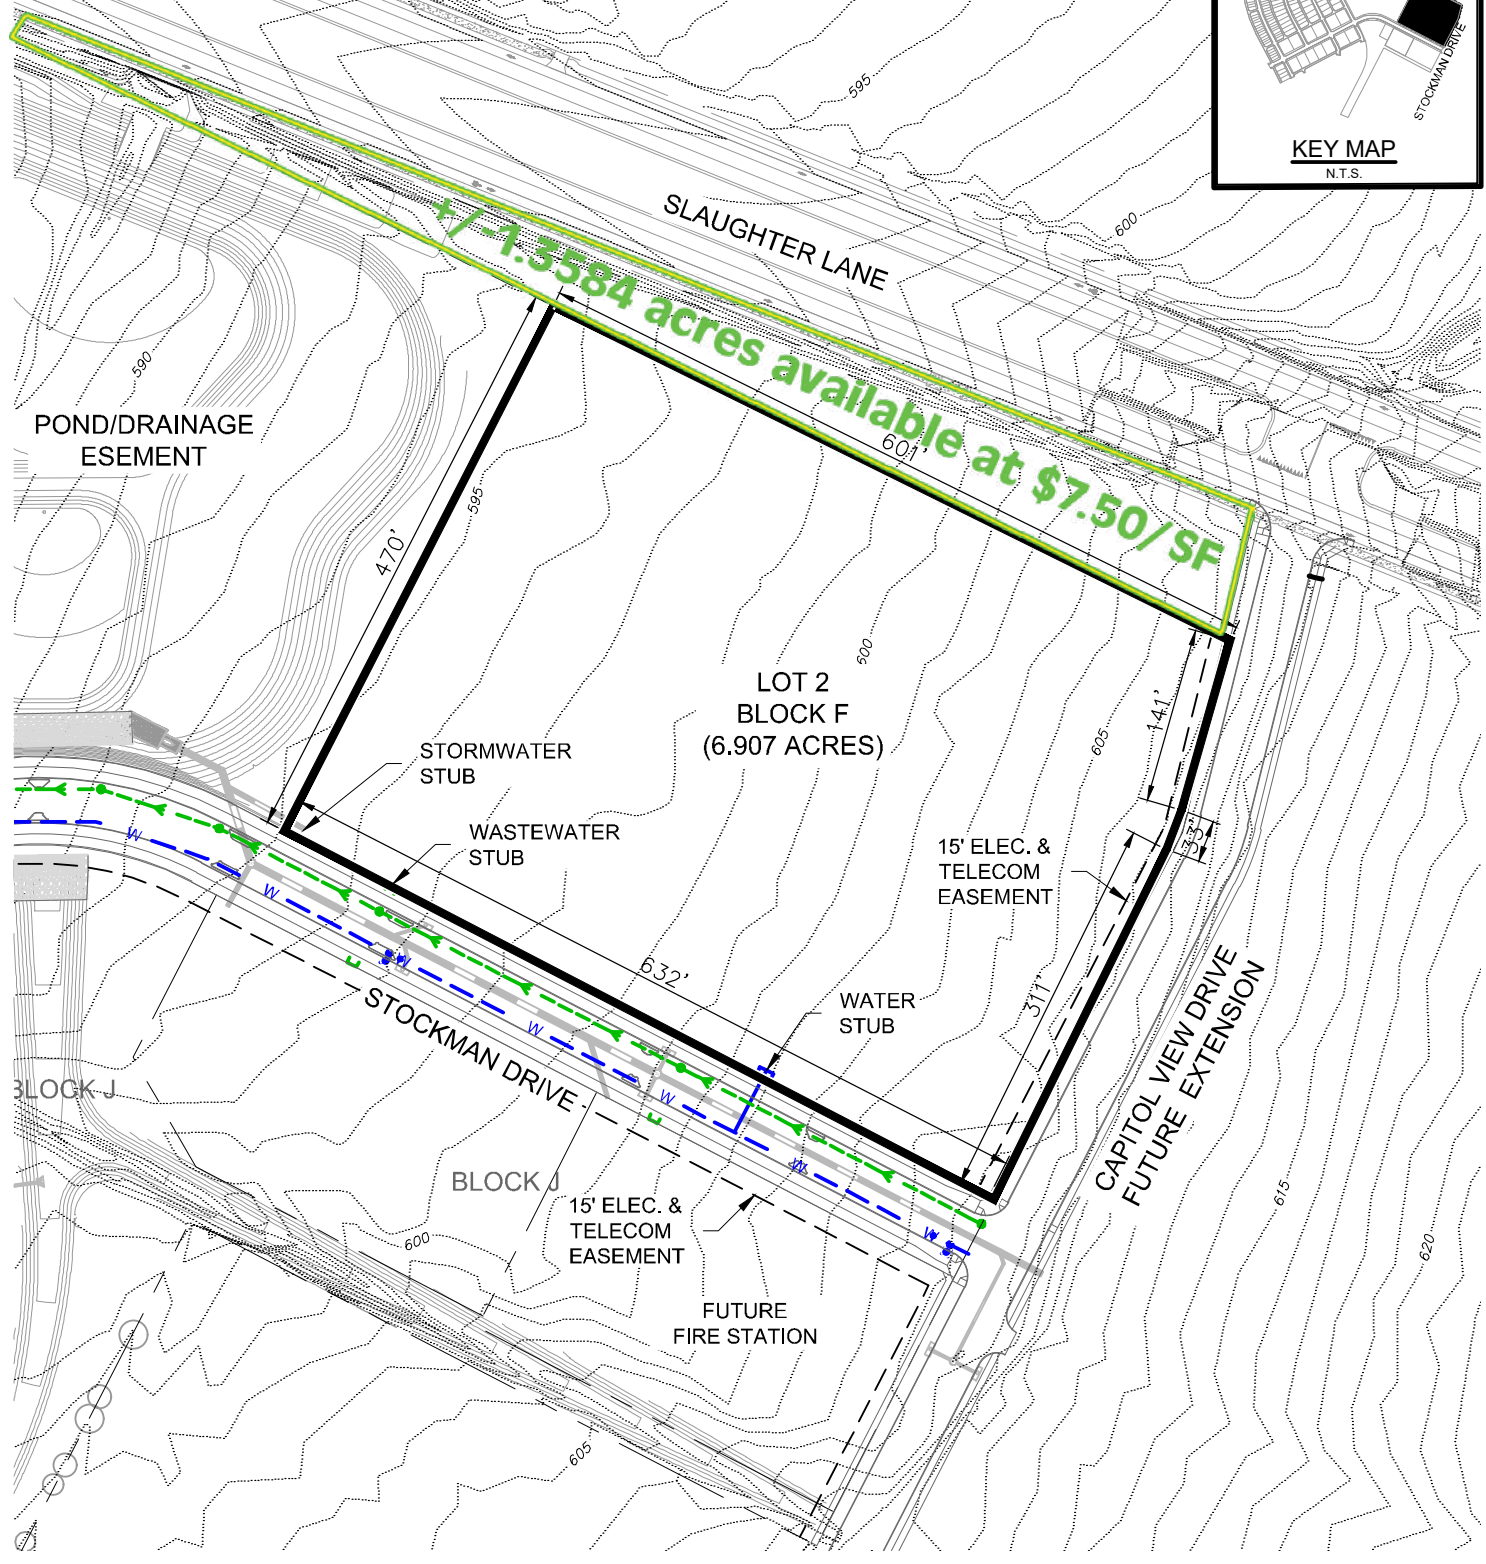 STOCKMAN DRIVE
KEY MAP
N.T.S.
595
600
SLAUGHTER LANE
+/-1.3584 acres available at $7.50/SF
590
POND/DRAINAGE
ESEMENT
601'
595
470'
600
LOT 2
BLOCK F
(6.907 ACRES)
141'
605
STORMWATER
STUB
WASTEWATER
STUB
33'
15' ELEC. &
TELECOM
EASEMENT
W
W
W
632'
311'
WATER
STUB
STOCKMAN DRIVE
W
W
W
W
CAPITOL VIEW DRIVE
FUTURE EXTENSION
BLOCK J
BLOCK J
15' ELEC. &
TELECOM
EASEMENT
615
620
600
FUTURE
FIRE STATION
605